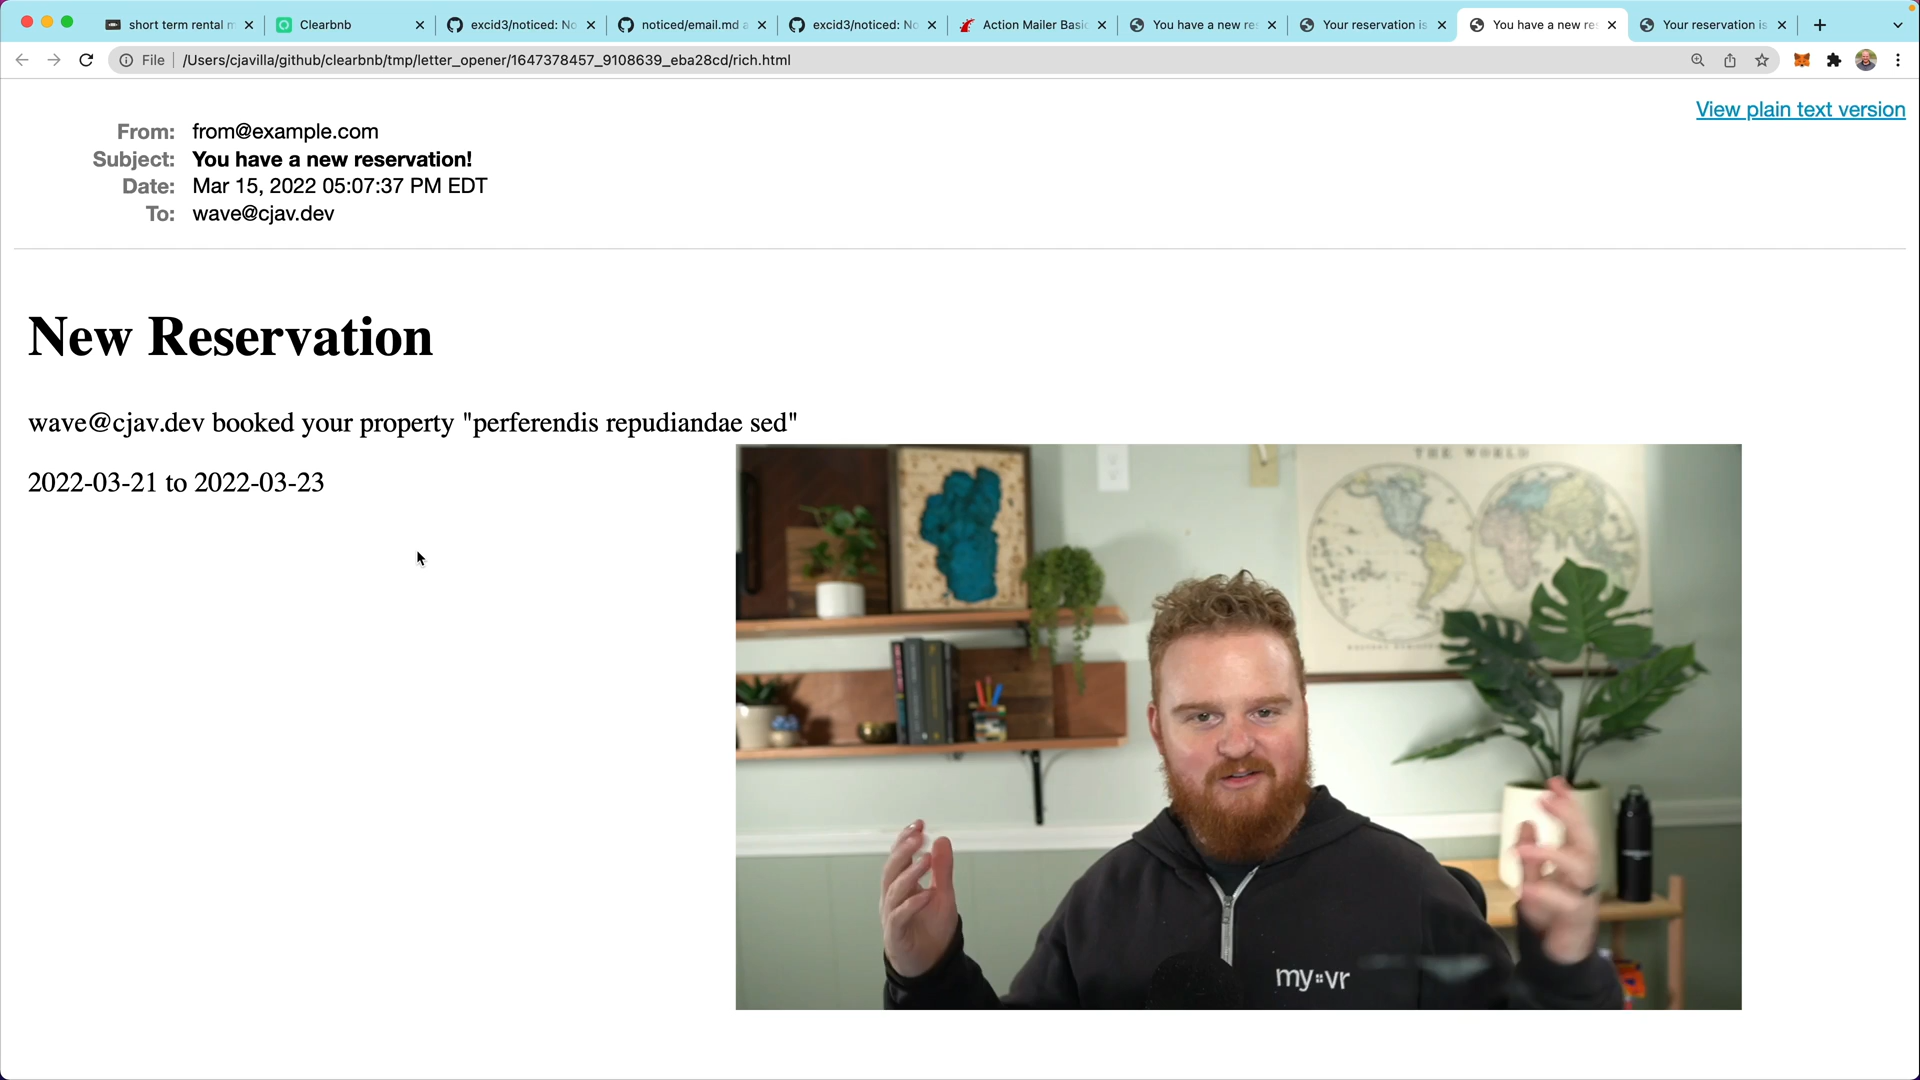 short term rental m
Clearbnb
excid3/noticed: No
noticed/email.md a
excid3/noticed: No
Action Mailer Basic
You have a new re
Your reservation is
You have a new re
Your reservation is
File
/Users/cjavilla/github/clearbnb/tmp/letter_opener/1647378457_9108639_eba28cd/rich.html
View plain text version
From: from@example.com
Subject: You have a new reservation!
Date: Mar 15, 2022 05:07:37 PM EDT
To: wave@cjav.dev
New Reservation
wave@cjav.dev booked your property "perferendis repudiandae sed"
2022-03-21 to 2022-03-23
THE WORLD
my::vr